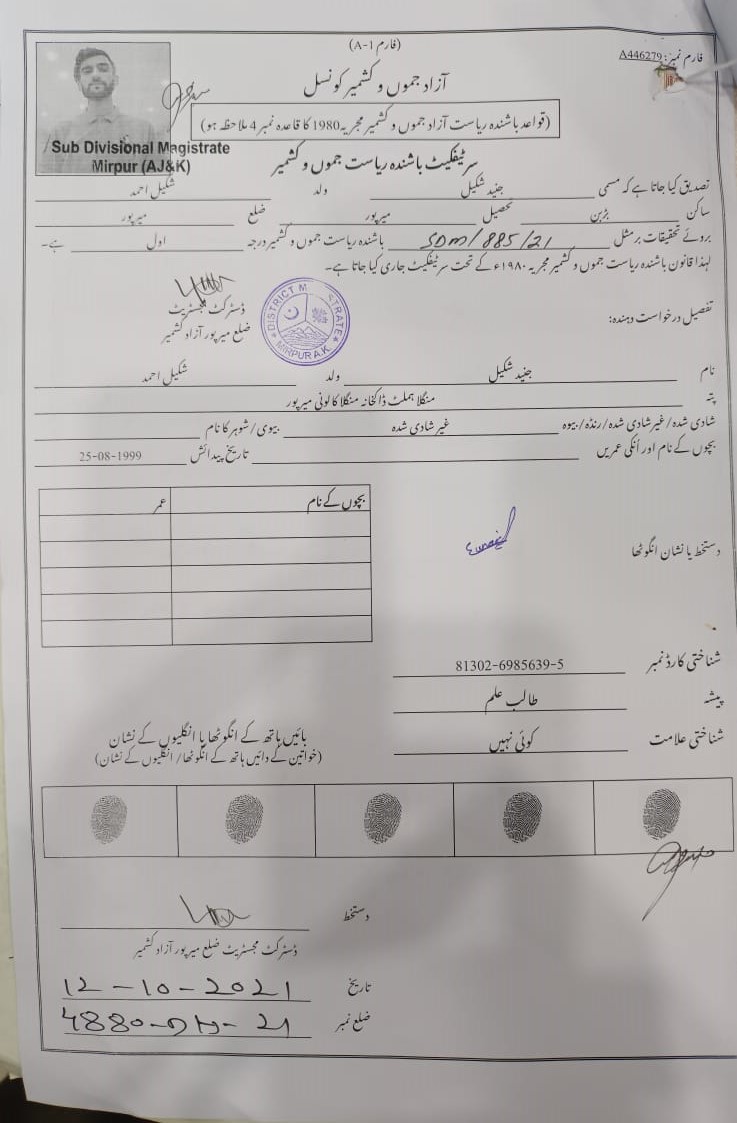 (فارم 1-A)
فارم نمبر: A446279
آزاد جموں و کشمیر کونسل
(قواعد باشندہ ریاست آزاد جموں و کشمیر مجریہ 1980 کا قاعدہ نمبر 4 ملاحظہ ہو)
Sub Divisional Magistrate
Mirpur (AJ&K)
سرٹیفکیٹ باشندہ ریاست جموں و کشمیر
تصدیق کیا جاتا ہے کہ مسمی جنید شکیل ولد شکیل احمد
ساکن بڑبن تحصیل میرپور ضلع میرپور
بروئے تحقیقات بر مثل SDM/885/21 باشندہ ریاست جموں و کشمیر درجہ اول ہے۔
لہذا قانون باشندہ ریاست جموں و کشمیر مجریہ ۱۹۸۰ء کے تحت سرٹیفکیٹ جاری کیا جاتا ہے۔
ڈسٹرکٹ مجسٹریٹ
ضلع میرپور آزاد کشمیر
DISTRICT M STRATE
MIRPUR A.K
تفصیل درخواست دہندہ:
نام جنید شکیل ولد شکیل احمد
پتہ منگلا ہملٹ ڈاکخانہ منگلا کالونی میرپور
شادی شدہ/غیر شادی شدہ/رنڈہ/بیوہ غیر شادی شدہ بیوی/شوہر کا نام
بچوں کے نام اور انکی عمریں تاریخ پیدائش 25-08-1999
بچوں کے نام عمر
دستخط یا نشان انگوٹھا
شناختی کارڈ نمبر 81302-6985639-5
پیشہ طالب علم
شناختی علامت کوئی نہیں
بائیں ہاتھ کے انگوٹھا یا انگلیوں کے نشان
(خواتین کے دائیں ہاتھ کے انگوٹھا/انگلیوں کے نشان)
دستخط
ڈسٹرکٹ مجسٹریٹ ضلع میرپور آزاد کشمیر
تاریخ 12-10-2021
ضلع نمبر 4880-DM-21